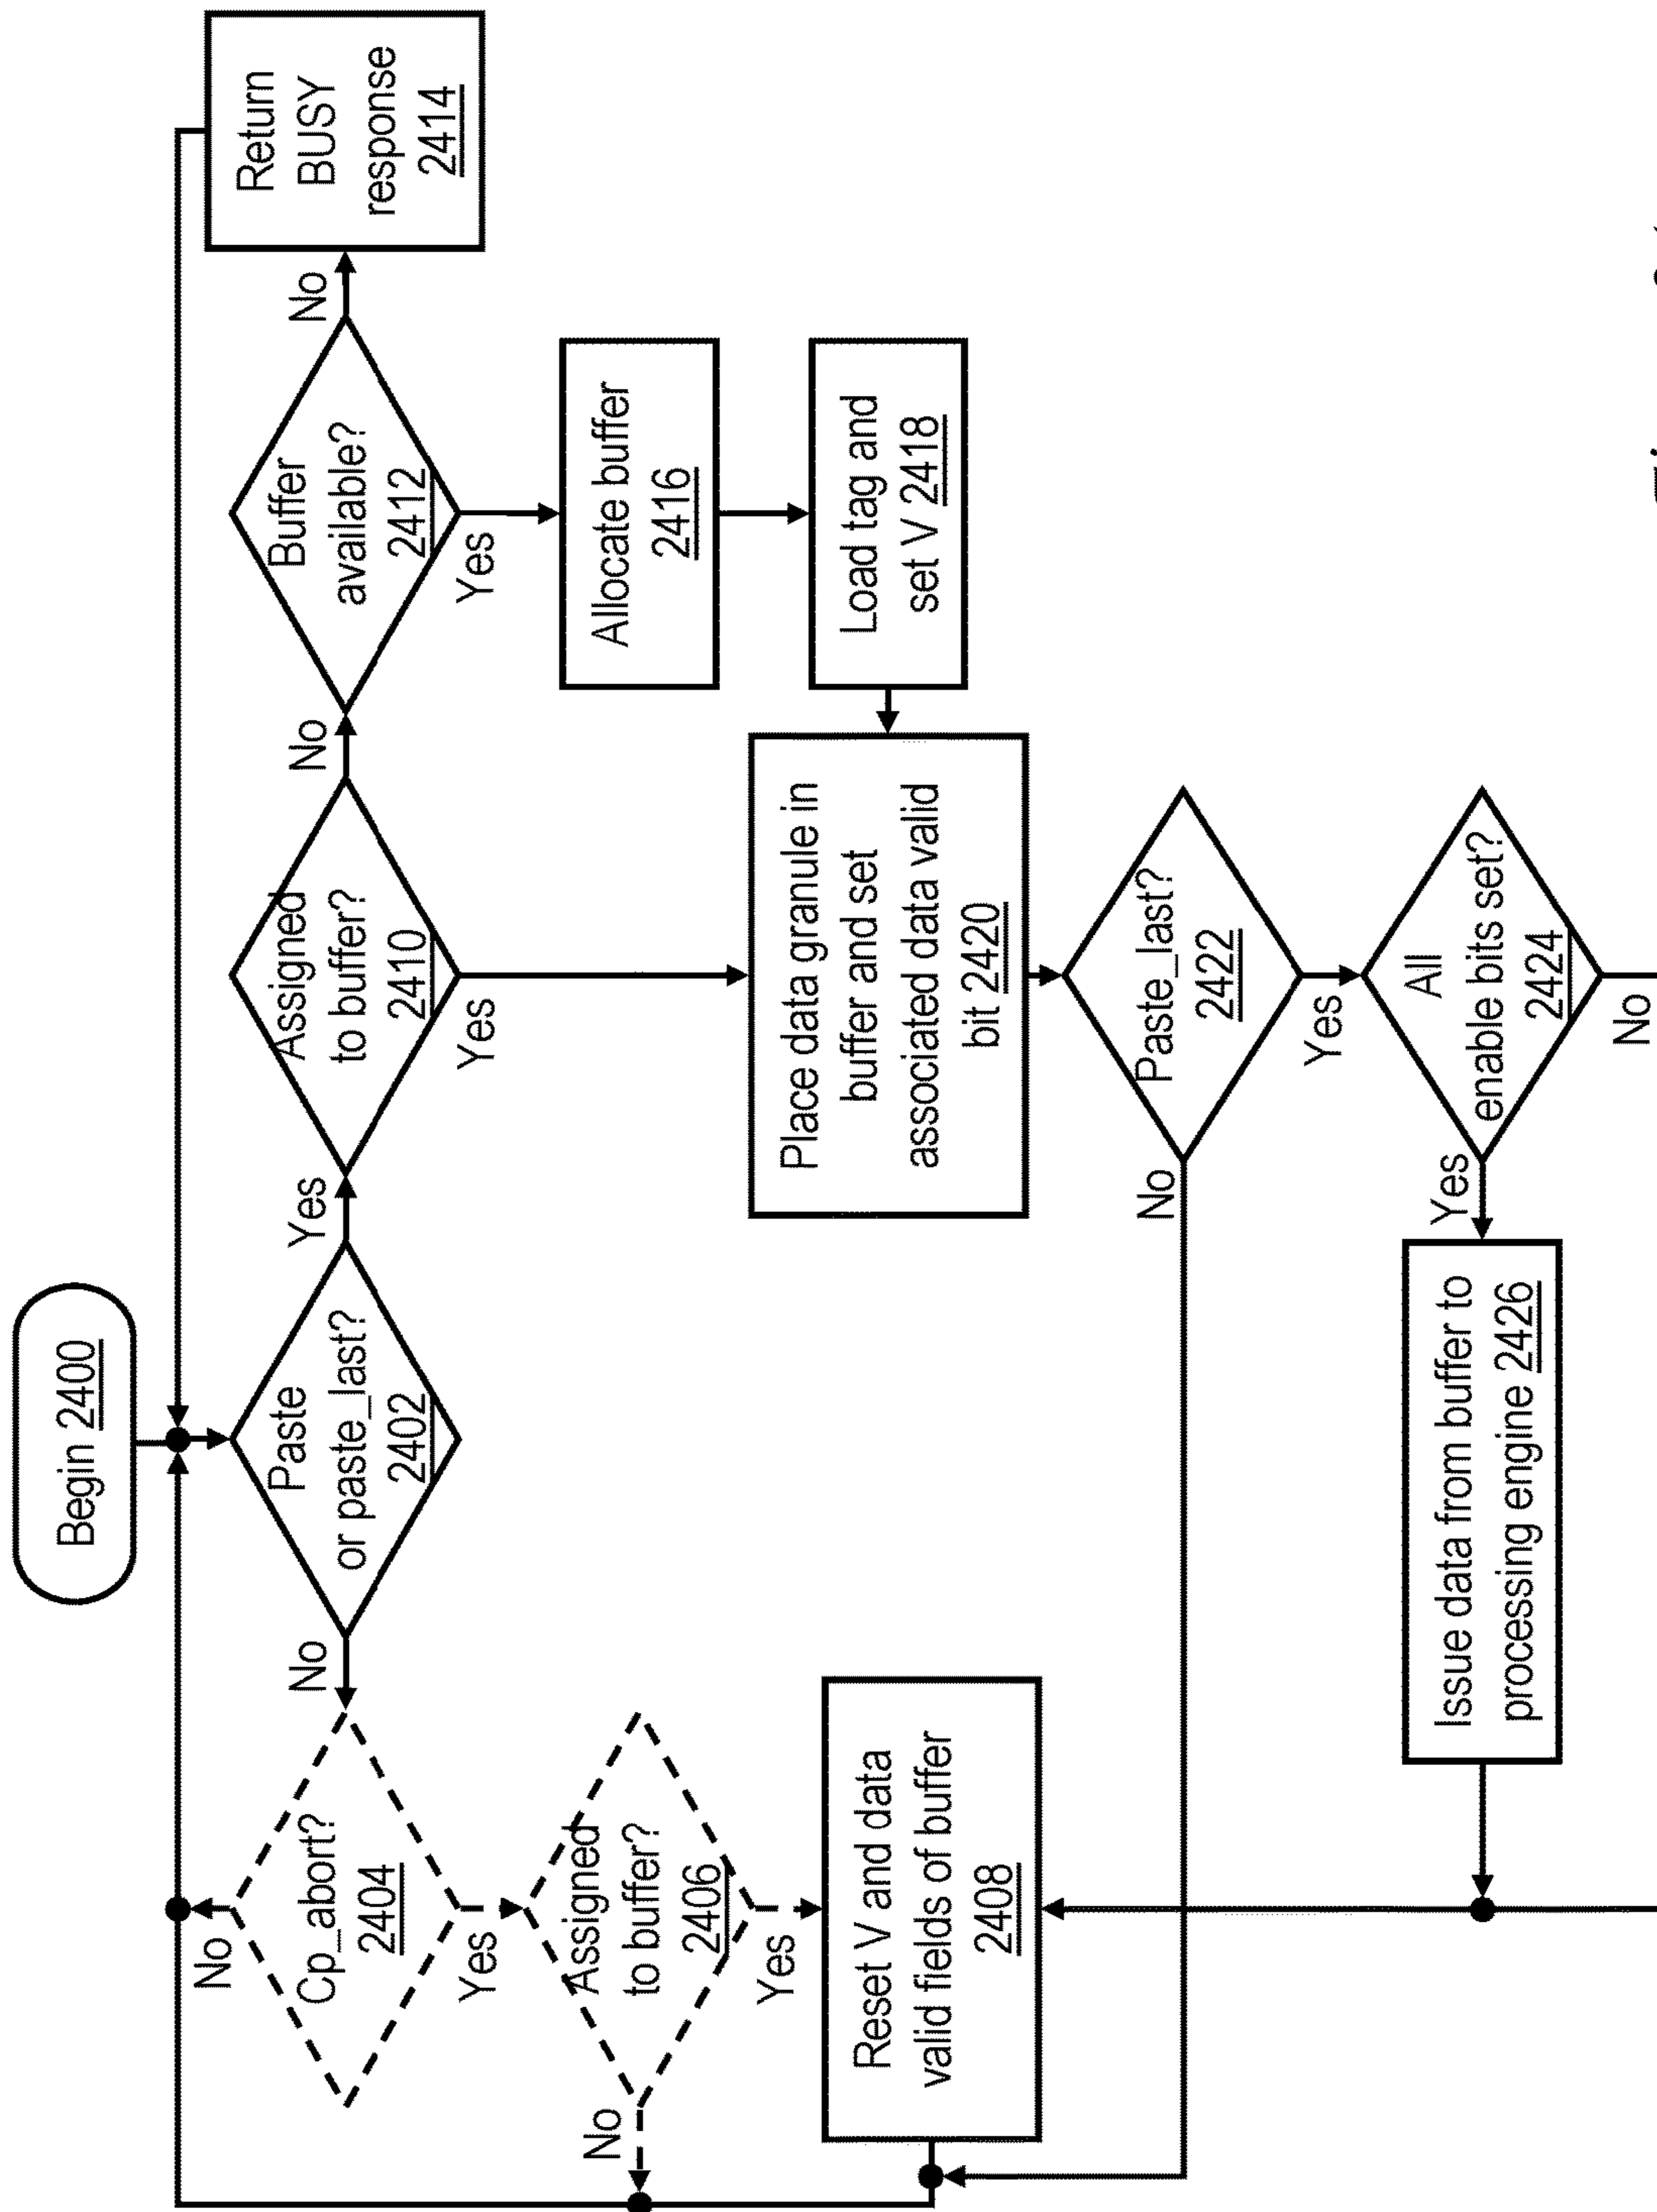 Begin 2400
Paste
or paste_last?
2402
No
Yes
Cp_abort?
2404
No
Yes
Assigned
to buffer?
2406
No
Yes
Reset V and data
valid fields of buffer
2408
Assigned
to buffer?
2410
No
Yes
Buffer
available?
2412
No
Yes
Return
BUSY
response
2414
Allocate buffer
2416
Load tag and
set V 2418
Place data granule in
buffer and set
associated data valid
bit 2420
Paste_last?
2422
No
Yes
All
enable bits set?
2424
Yes
No
Issue data from buffer to
processing engine 2426